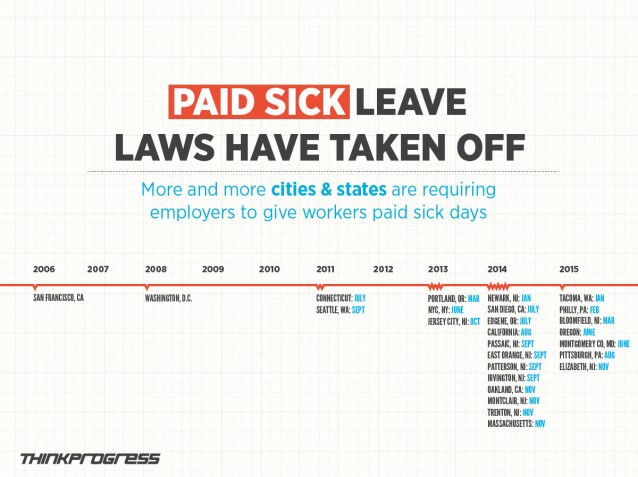 PAID SICK LEAVE
LAWS HAVE TAKEN OFF
More and more cities & states are requiring
employers to give workers paid sick days
2006 2007 2008 2009 2010 2011 2012 2013 2014 2015
SAN FRANCISCO, CA
WASHINGTON, D.C.
CONNECTICUT: JULY
SEATTLE, WA: SEPT
PORTLAND, OR: MAR
NYC, NY: JUNE
JERSEY CITY, NJ: OCT
NEWARK, NJ: JAN
SAN DIEGO, CA: JULY
EUGENE, OR: JULY
CALIFORNIA: AUG
PASSAIC, NJ: SEPT
EAST ORANGE, NJ: SEPT
PATTERSON, NJ: SEPT
IRVINGTON, NJ: SEPT
OAKLAND, CA: NOV
MONTCLAIR, NJ: NOV
TRENTON, NJ: NOV
MASSACHUSETTS: NOV
TACOMA, WA: JAN
PHILLY, PA: FEB
BLOOMFIELD, NJ: MAR
OREGON: JUNE
MONTGOMERY CO, MD: JUNE
PITTSBURGH, PA: AUG
ELIZABETH, NJ: NOV
THINKPROGRESS